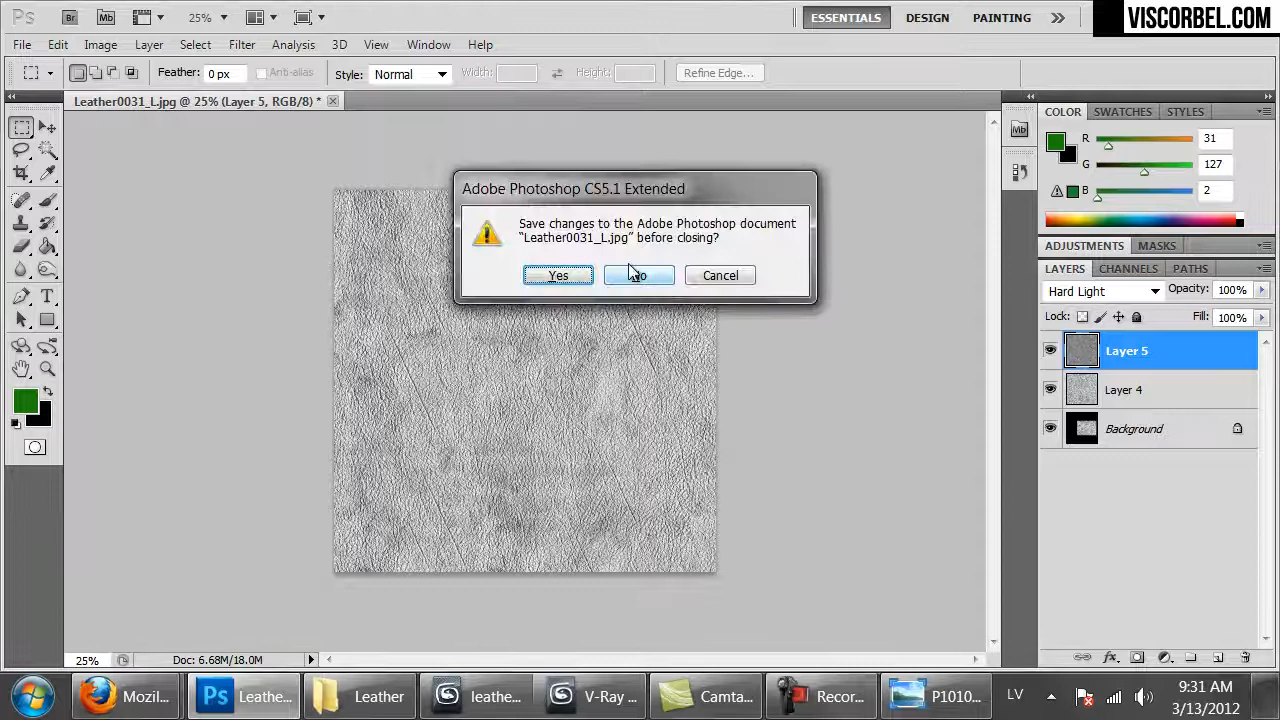 Ps Br Mb 25% ESSENTIALS DESIGN PAINTING VISCORBEL.COM
File Edit Image Layer Select Filter Analysis 3D View Window Help
Feather: 0 px Anti-alias Style: Normal Width: Height: Refine Edge...
Leather0031_L.jpg @ 25% (Layer 5, RGB/8) *
COLOR SWATCHES STYLES
Mb
R 31
G 127
B 2
Adobe Photoshop CS5.1 Extended
Save changes to the Adobe Photoshop document
“Leather0031_L.jpg” before closing?
Yes Cancel
ADJUSTMENTS MASKS
LAYERS CHANNELS PATHS
Hard Light Opacity: 100%
Lock: Fill: 100%
Layer 5
Layer 4
Background
25% Doc: 6.68M/18.0M
Mozil... Ps Leathe... Leather leathe... V-Ray ... Camta... Recor... P1010... LV 9:31 AM
3/13/2012